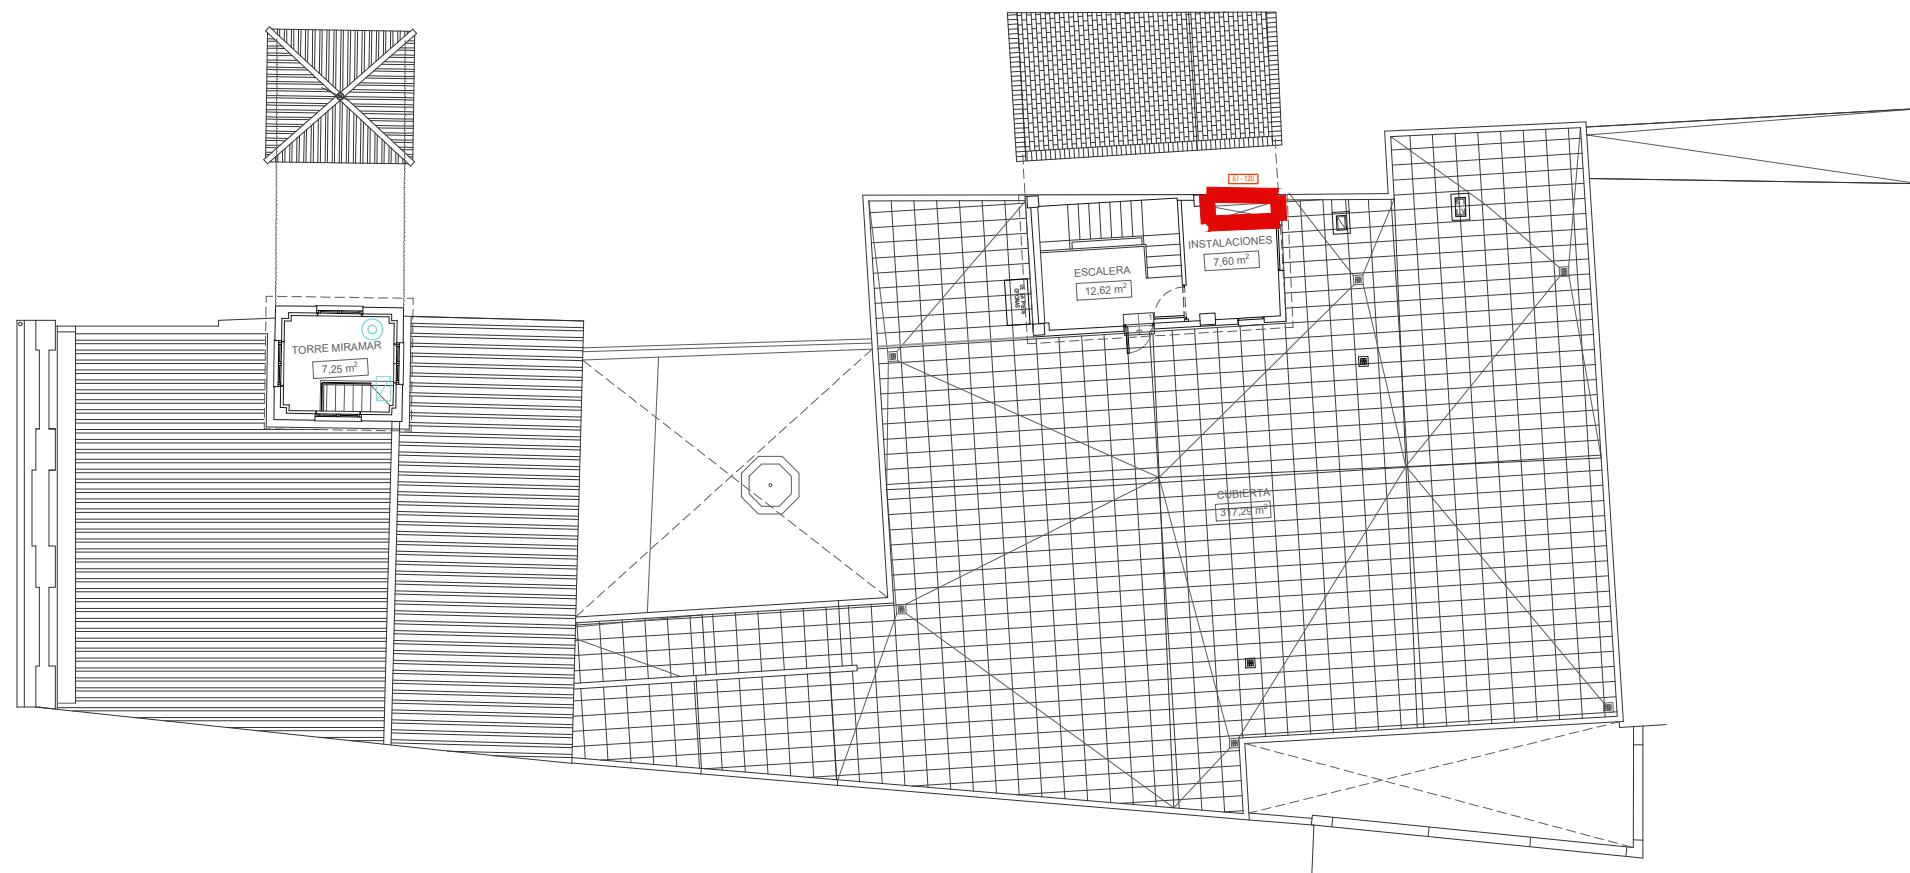 EI - 120
INSTALACIONES
7,60 m²
ESCALERA
12,62 m²
TORRE MIRAMAR
7,25 m²
CUBIERTA
317,29 m²